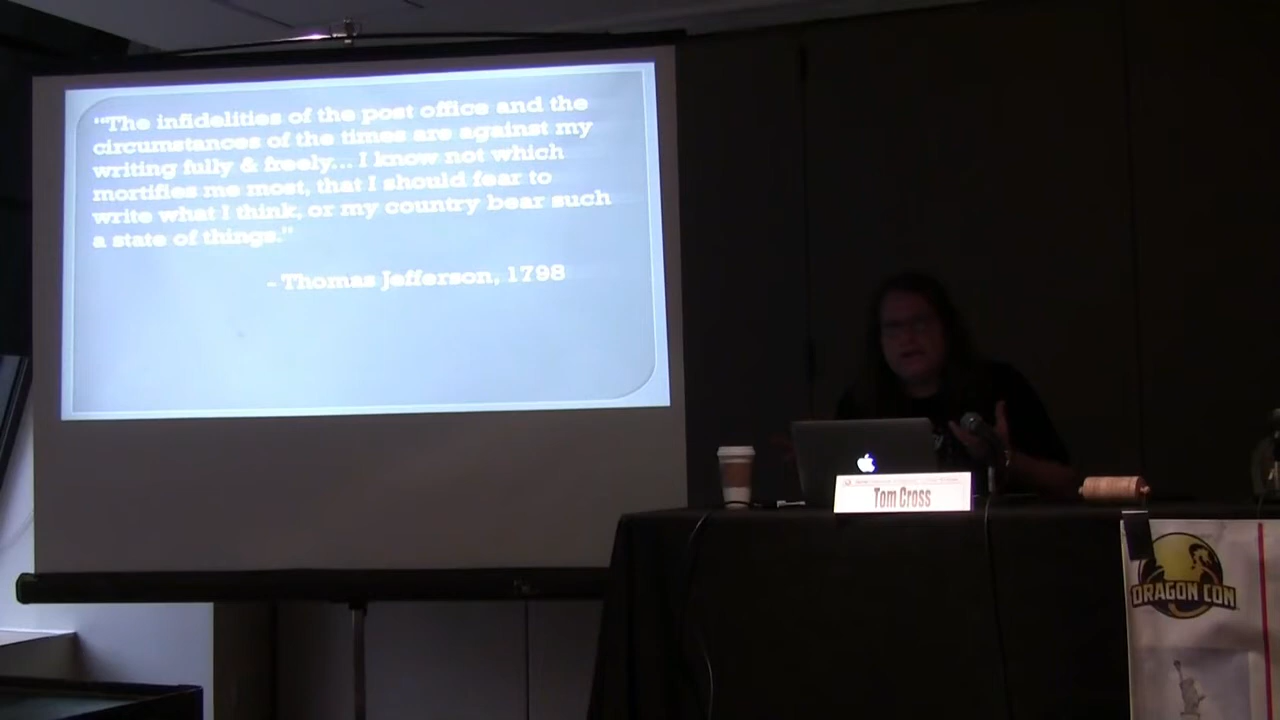 "The infidelities of the post office and the
circumstances of the times are against my
writing fully & freely... I know not which
mortifies me most, that I should fear to
write what I think, or my country bear such
a state of things."
- Thomas Jefferson, 1798
Tom Cross
DRAGON CON